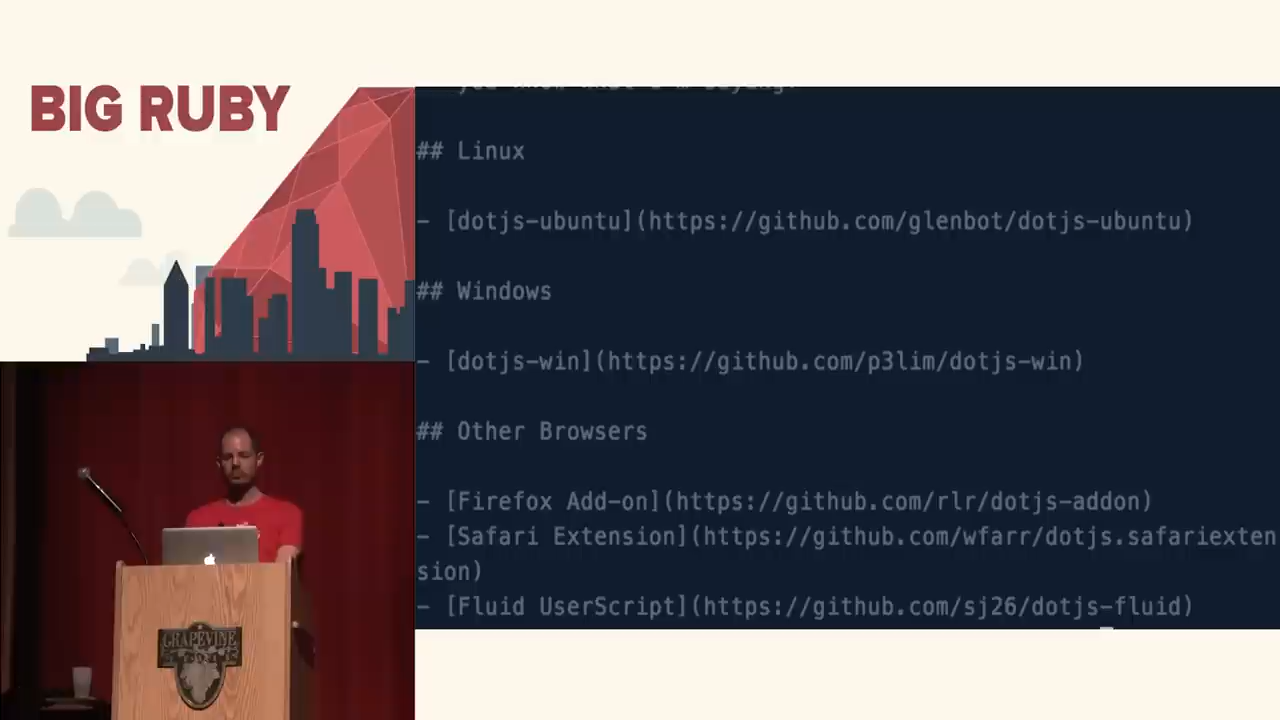 BIG RUBY
## Linux
- [dotjs-ubuntu](https://github.com/glenbot/dotjs-ubuntu)
## Windows
- [dotjs-win](https://github.com/p3lim/dotjs-win)
## Other Browsers
- [Firefox Add-on](https://github.com/rlr/dotjs-addon)
- [Safari Extension](https://github.com/wfarr/dotjs.safariexten
sion)
- [Fluid UserScript](https://github.com/sj26/dotjs-fluid)
GRAPEVINE